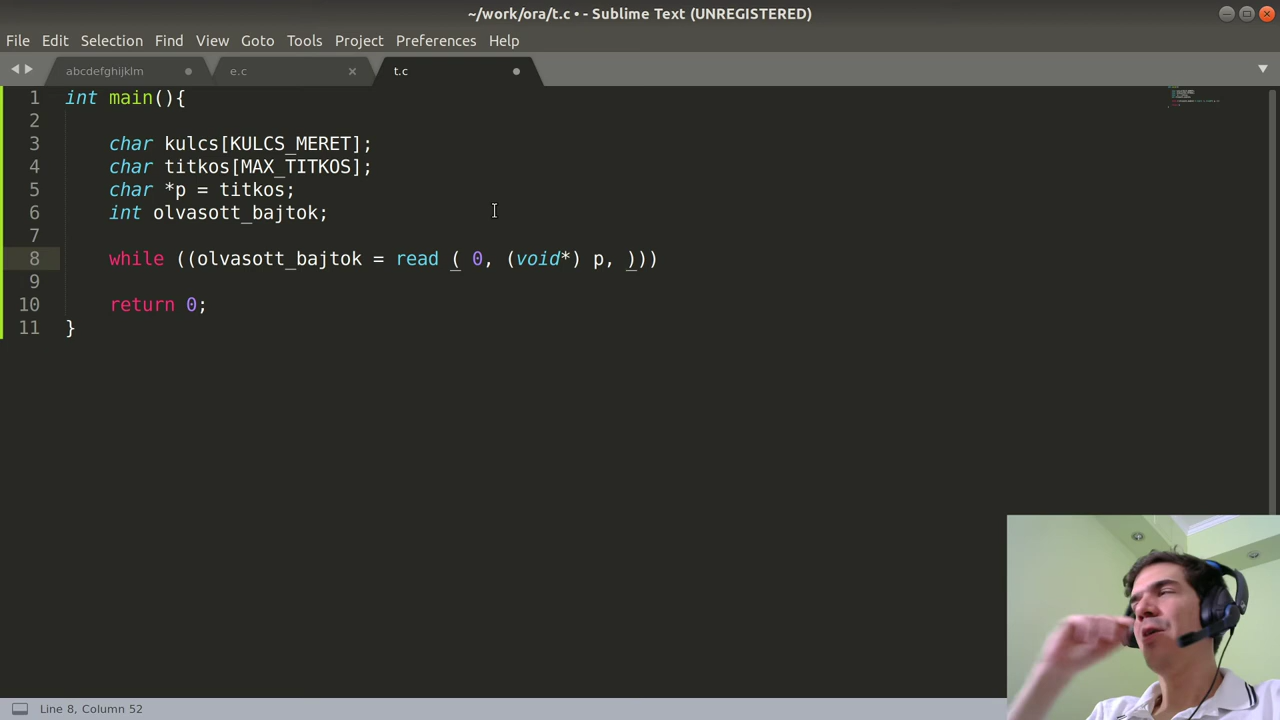 ~/work/ora/t.c • - Sublime Text (UNREGISTERED)
File Edit Selection Find View Goto Tools Project Preferences Help
abcdefghijklm e.c t.c
1 int main(){
2
3 char kulcs[KULCS_MERET];
4 char titkos[MAX_TITKOS];
5 char *p = titkos;
6 int olvasott_bajtok;
7
8 while ((olvasott_bajtok = read ( 0, (void*) p, )))
9
10 return 0;
11 }
Line 8, Column 52